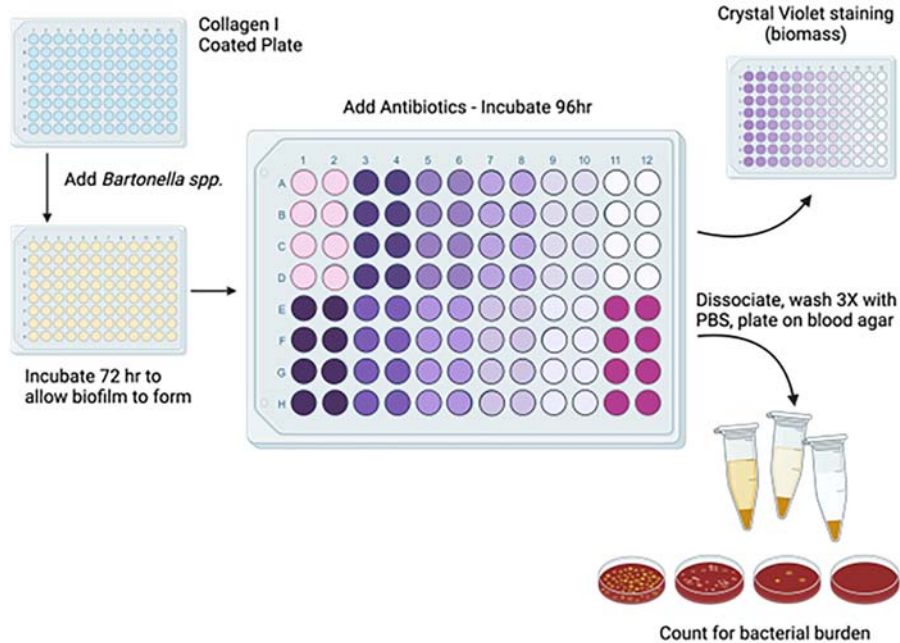 Collagen I
Coated Plate
Add Bartonella spp.
Incubate 72 hr to
allow biofilm to form
Add Antibiotics - Incubate 96hr
1 2 3 4 5 6 7 8 9 10 11 12
A
B
C
D
E
F
G
H
Crystal Violet staining
(biomass)
Dissociate, wash 3X with
PBS, plate on blood agar
Count for bacterial burden